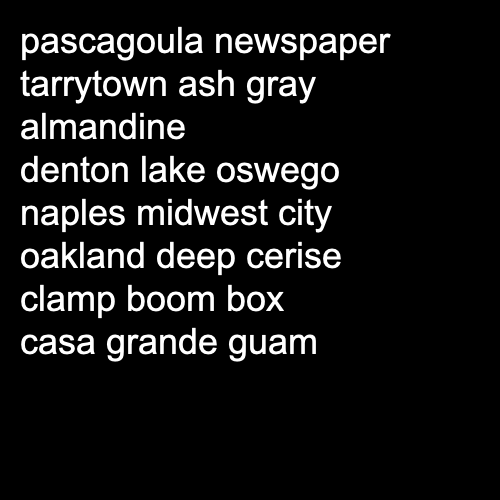 pascagoula newspaper
tarrytown ash gray
almandine
denton lake oswego
naples midwest city
oakland deep cerise
clamp boom box
casa grande guam